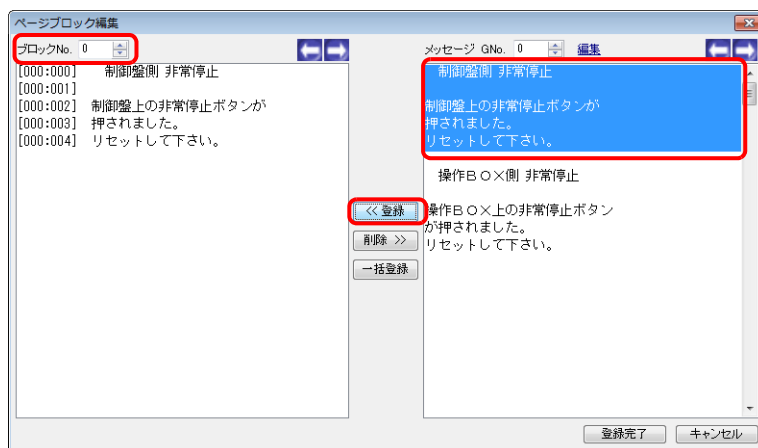 ページブロック編集
ブロックNo. 0
メッセージ GNo. 0 編集
[000:000] 制御盤側 非常停止
[000:001]
[000:002] 制御盤上の非常停止ボタンが
[000:003] 押されました。
[000:004] リセットして下さい。
制御盤側 非常停止
制御盤上の非常停止ボタンが
押されました。
リセットして下さい。
操作BOX側 非常停止
操作BOX上の非常停止ボタン
が押されました。
リセットして下さい。
<< 登録
削除 >>
一括登録
登録完了 キャンセル